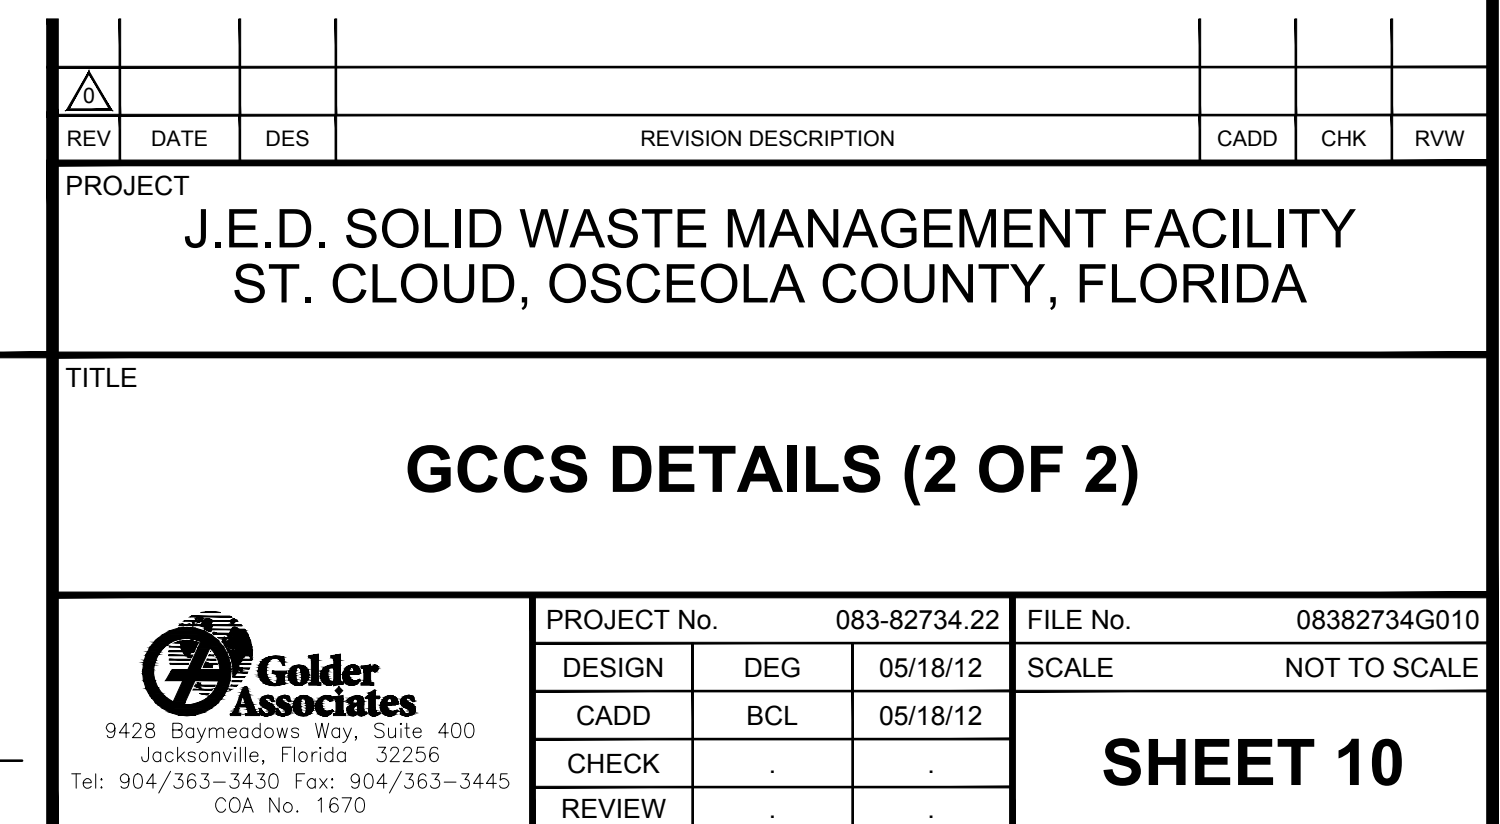 0
REV DATE DES REVISION DESCRIPTION CADD CHK RVW
PROJECT
J.E.D. SOLID WASTE MANAGEMENT FACILITY
ST. CLOUD, OSCEOLA COUNTY, FLORIDA
TITLE
GCCS DETAILS (2 OF 2)
Golder
Associates
9428 Baymeadows Way, Suite 400
Jacksonville, Florida 32256
Tel: 904/363-3430 Fax: 904/363-3445
COA No. 1670
PROJECT No. 083-82734.22
DESIGN DEG 05/18/12
CADD BCL 05/18/12
CHECK . .
REVIEW . .
FILE No. 08382734G010
SCALE NOT TO SCALE
SHEET 10